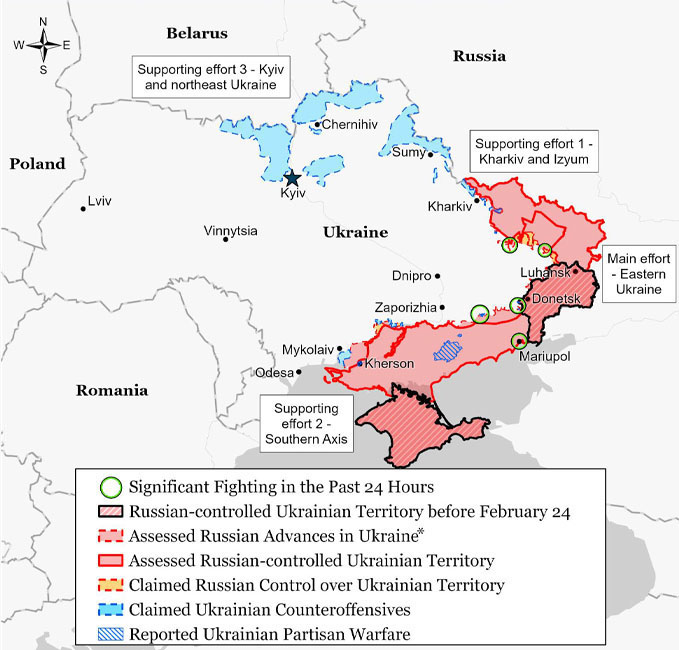 N
W E
S
Belarus
Russia
Supporting effort 3 - Kyiv
and northeast Ukraine
Chernihiv
Supporting effort 1 -
Kharkiv and Izyum
Sumy
Poland
Kyiv
Lviv
Kharkiv
Vinnytsia
Ukraine
Main effort
- Eastern
Ukraine
Luhansk
Dnipro
Donetsk
Zaporizhia
Mykolaiv
Mariupol
Kherson
Odesa
Romania
Supporting
effort 2 -
Southern Axis
Significant Fighting in the Past 24 Hours
Russian-controlled Ukrainian Territory before February 24
Assessed Russian Advances in Ukraine*
Assessed Russian-controlled Ukrainian Territory
Claimed Russian Control over Ukrainian Territory
Claimed Ukrainian Counteroffensives
Reported Ukrainian Partisan Warfare